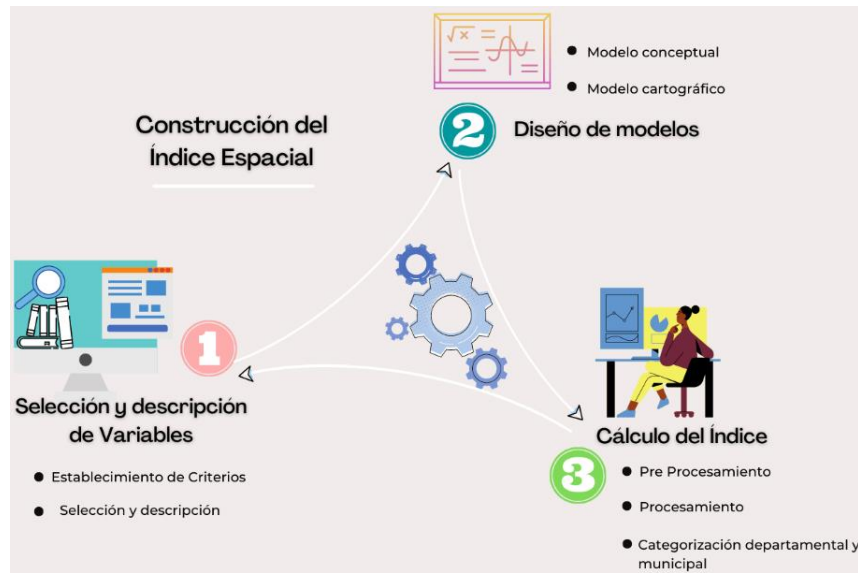 Construcción del
Índice Espacial
1
Selección y descripción
de Variables
● Establecimiento de Criterios
● Selección y descripción
√x =
2
Diseño de modelos
● Modelo conceptual
● Modelo cartográfico
3
Cálculo del Índice
● Pre Procesamiento
● Procesamiento
● Categorización departamental y
municipal